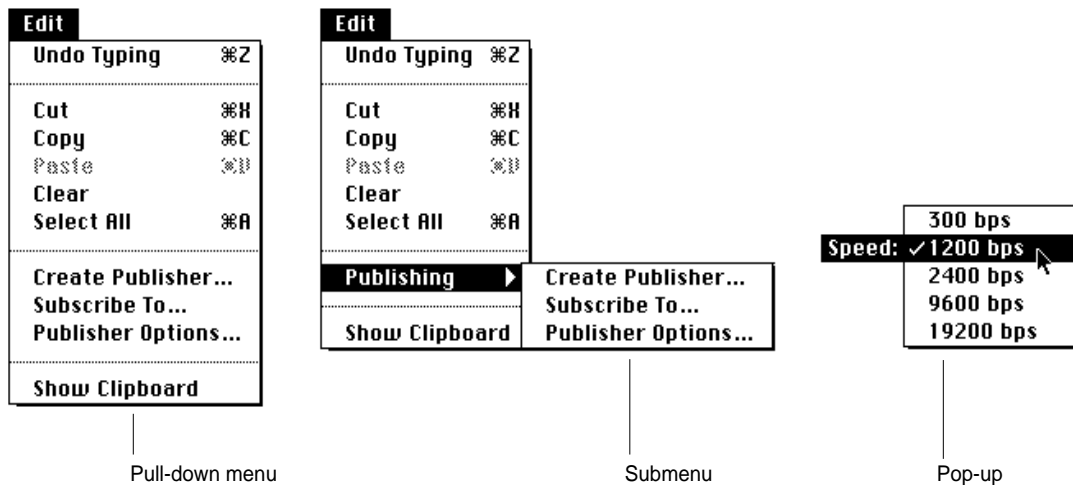 Edit
Undo Typing ⌘Z
Cut ⌘X
Copy ⌘C
Paste ⌘V
Clear
Select All ⌘A
Create Publisher...
Subscribe To...
Publisher Options...
Show Clipboard
Pull-down menu
Edit
Undo Typing ⌘Z
Cut ⌘X
Copy ⌘C
Paste ⌘V
Clear
Select All ⌘A
Publishing
Show Clipboard
Create Publisher...
Subscribe To...
Publisher Options...
Submenu
300 bps
Speed: ✓1200 bps
2400 bps
9600 bps
19200 bps
Pop-up